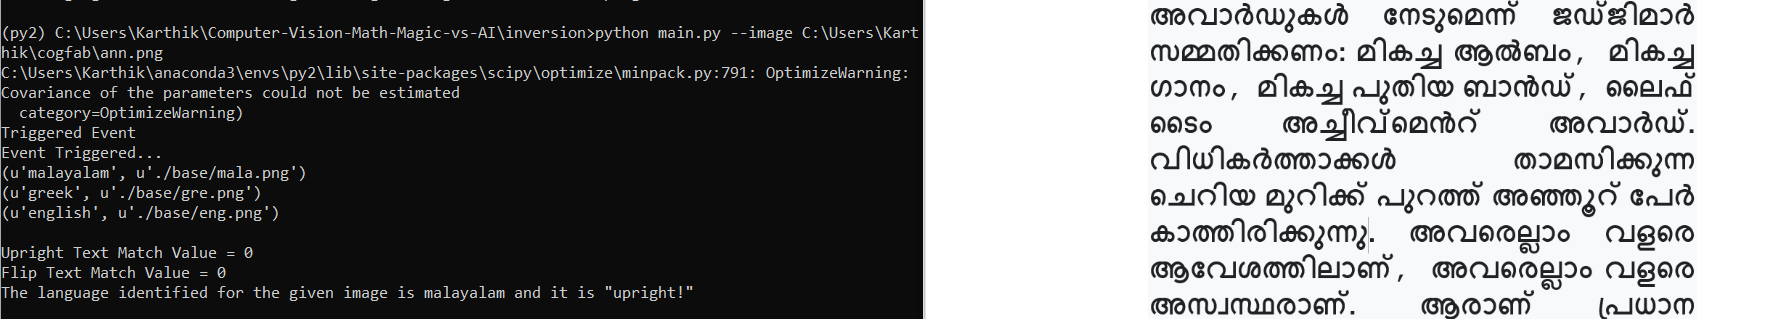 (py2) C:\Users\Karthik\Computer-Vision-Math-Magic-vs-AI\inversion>python main.py --image C:\Users\Kart
hik\cogfab\ann.png
C:\Users\Karthik\anaconda3\envs\py2\lib\site-packages\scipy\optimize\minpack.py:791: OptimizeWarning:
Covariance of the parameters could not be estimated
  category=OptimizeWarning)
Triggered Event
Event Triggered...
(u'malayalam', u'./base/mala.png')
(u'greek', u'./base/gre.png')
(u'english', u'./base/eng.png')
Upright Text Match Value = 0
Flip Text Match Value = 0
The language identified for the given image is malayalam and it is "upright!"
അവാർഡുകൾ നേടുമെന്ന് ജഡ്ജിമാർ
സമ്മതിക്കണം: മികച്ച ആൽബം, മികച്ച
ഗാനം, മികച്ച പുതിയ ബാൻഡ്, ലൈഫ്
ടൈം അച്ചീവ്മെൻറ് അവാർഡ്.
വിധികർത്താക്കൾ താമസിക്കുന്ന
ചെറിയ മുറിക്ക് പുറത്ത് അഞ്ഞൂറ് പേർ
കാത്തിരിക്കുന്നു. അവരെല്ലാം വളരെ
ആവേശത്തിലാണ്, അവരെല്ലാം വളരെ
അസ്വസ്ഥരാണ്. ആരാണ് പ്രധാന